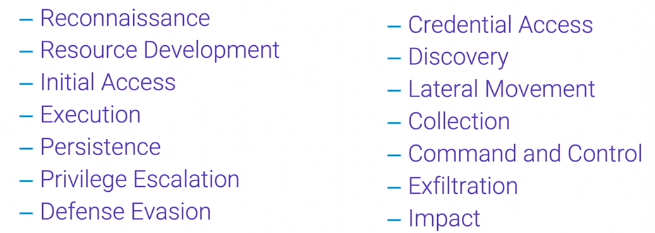 – Reconnaissance
– Resource Development
– Initial Access
– Execution
– Persistence
– Privilege Escalation
– Defense Evasion
– Credential Access
– Discovery
– Lateral Movement
– Collection
– Command and Control
– Exfiltration
– Impact